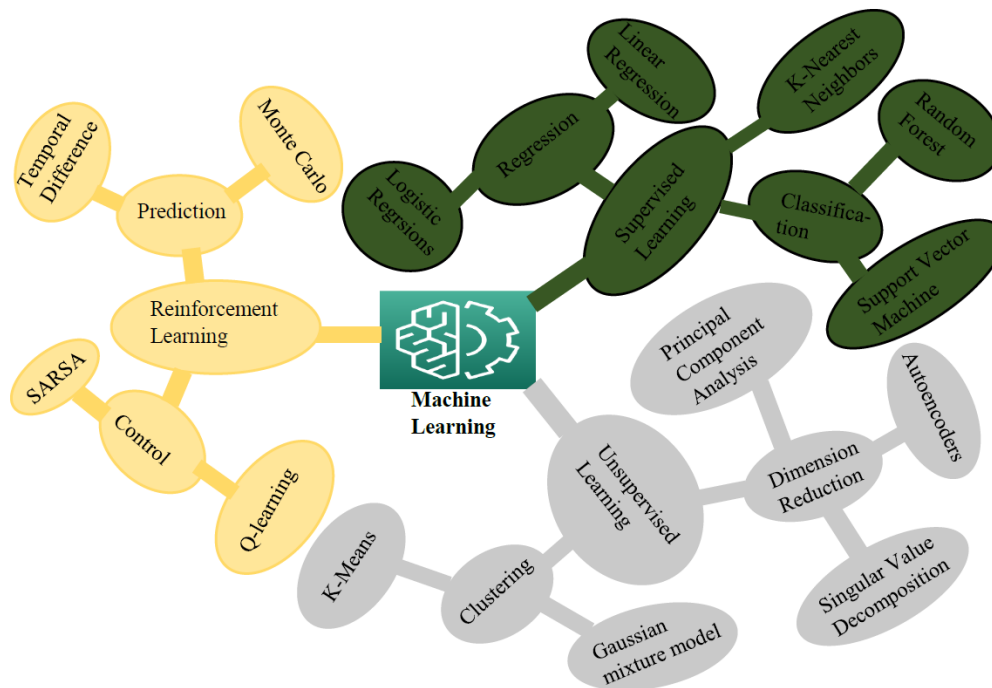 Linear
Regression
K-Nearest
Neighbors
Random
Forest
Regression
Logistic
Regrsions
Supervised
Learning
Classifica-
tion
Support Vector
Machine
Temporal
Difference
Monte Carlo
Prediction
Reinforcement
Learning
SARSA
Control
Q-learning
Machine
Learning
Principal
Component
Analysis
Autoencoders
Unsupervised
Learning
Dimension
Reduction
K-Means
Clustering
Singular Value
Decomposition
Gaussian
mixture model